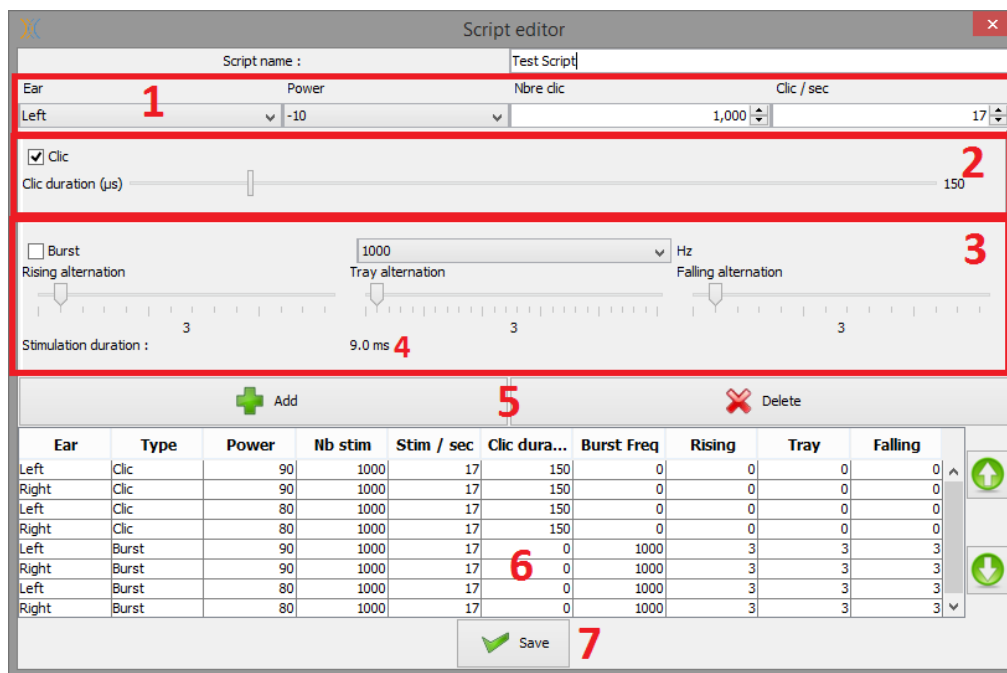 Script editor
Script name : Test Script
Ear Power Nbre clic Clic / sec
1
Left -10 1,000 17
Clic
2
Clic duration (µs) 150
3
Burst 1000 Hz
Rising alternation Tray alternation Falling alternation
3 3 3
Stimulation duration : 9.0 ms 4
Add 5 Delete
Ear Type Power Nb stim Stim / sec Clic dura... Burst Freq Rising Tray Falling
Left Clic 90 1000 17 150 0 0 0 0
Right Clic 90 1000 17 150 0 0 0 0
Left Clic 80 1000 17 150 0 0 0 0
Right Clic 80 1000 17 150 0 0 0 0
Left Burst 90 1000 17 0 1000 3 3 3
6
Right Burst 90 1000 17 0 1000 3 3 3
Left Burst 80 1000 17 0 1000 3 3 3
Right Burst 80 1000 17 0 1000 3 3 3
Save 7